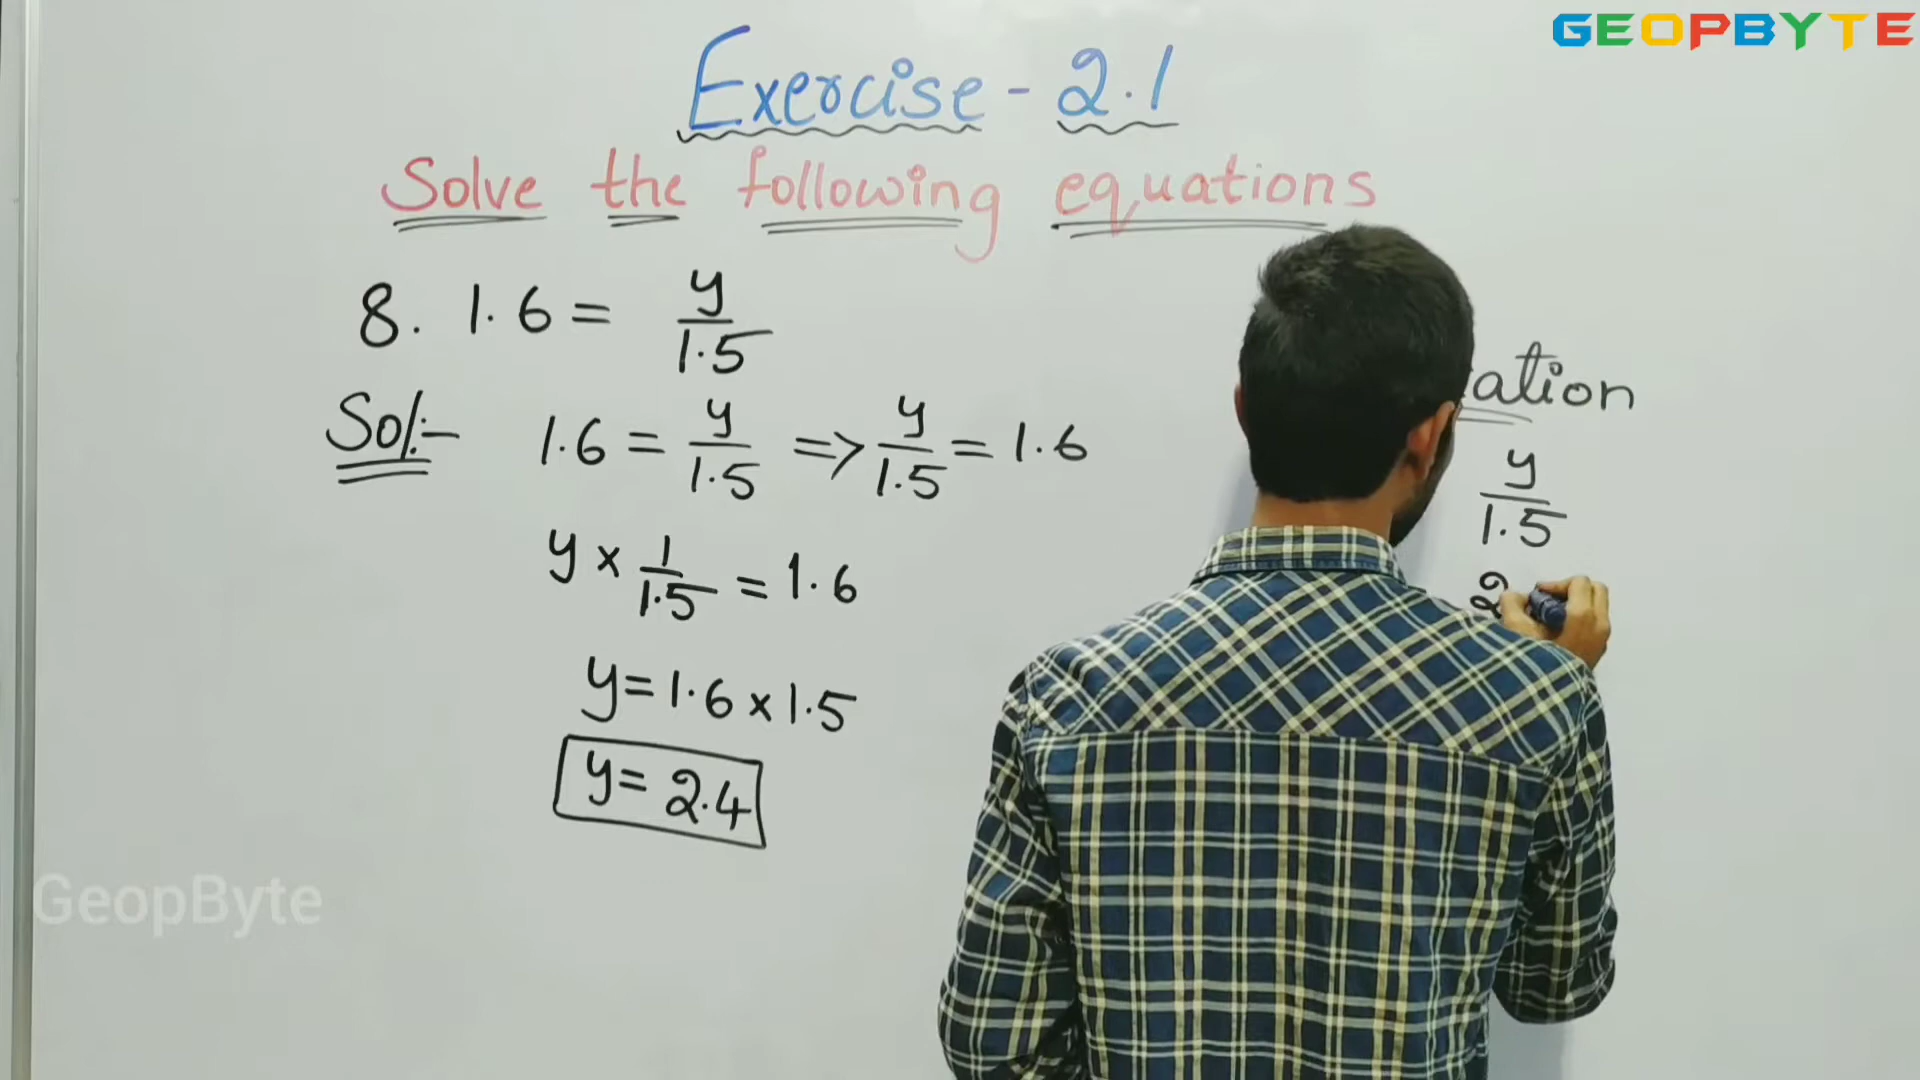 GEOPBYTE
Exercise - 2.1
Solve the following equations
8. 1.6 = y/1.5
Sol:- 1.6 = y/1.5 => y/1.5 = 1.6
y × 1/1.5 = 1.6
y = 1.6 × 1.5
y = 2.4
ation
y/1.5
2
GeopByte